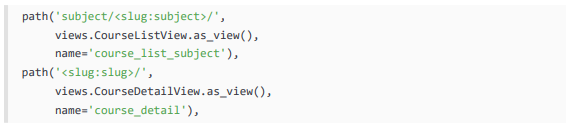 path('subject/<slug:subject>/',
views.CourseListView.as_view(),
name='course_list_subject'),
path('<slug:slug>/',
views.CourseDetailView.as_view(),
name='course_detail'),